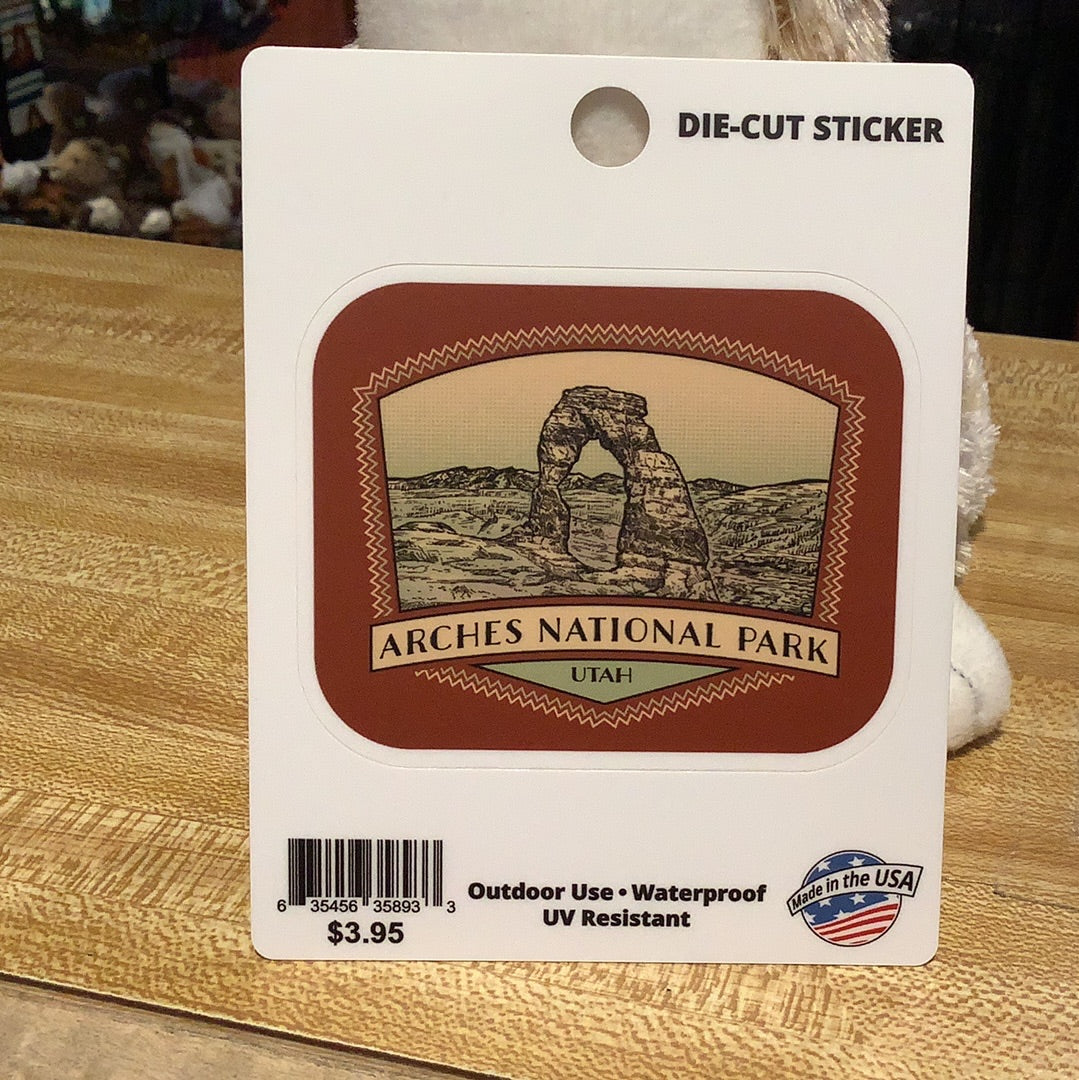 DIE-CUT STICKER
ARCHES NATIONAL PARK
UTAH
6 35456 35893 3
$3.95
Outdoor Use • Waterproof
UV Resistant
Made in the USA